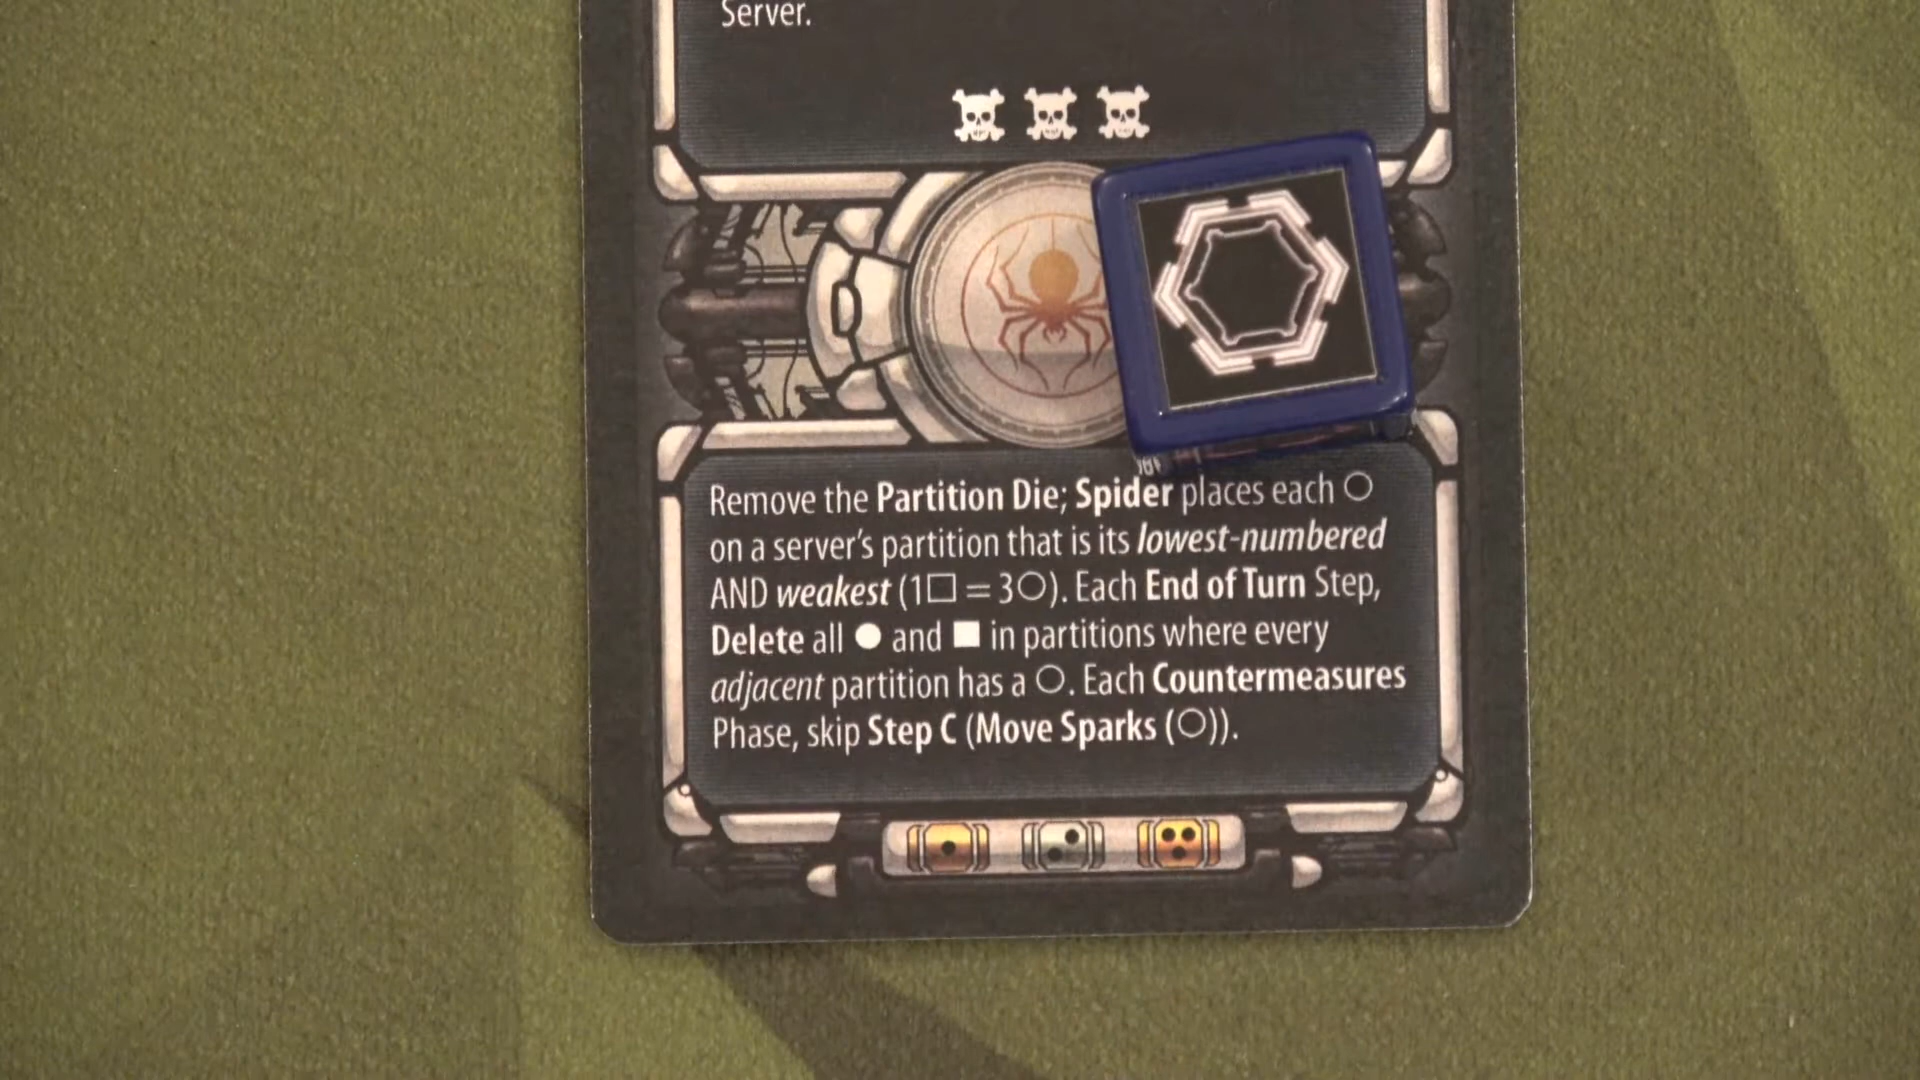 Server.
Remove the Partition Die; Spider places each ○
on a server's partition that is its lowest-numbered
AND weakest (1□ = 3○). Each End of Turn Step,
Delete all ● and ■ in partitions where every
adjacent partition has a ○. Each Countermeasures
Phase, skip Step C (Move Sparks (○)).